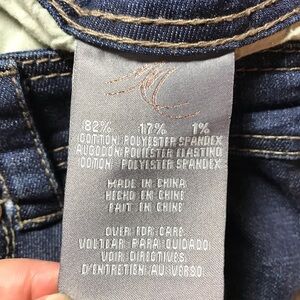 82% 17% 1%
COTTON POLYESTER SPANDEX
ALGODON POLIESTER ELASTINO
COTON POLYESTER SPANDEX
MADE IN CHINA
HECHO EN CHINA
FAIT EN CHINE
OVER FOR CARE.
VOLTEAR PARA CUIDADO.
VOIR DIRECTIVES.
D'ENTRETIEN AU VERSO.